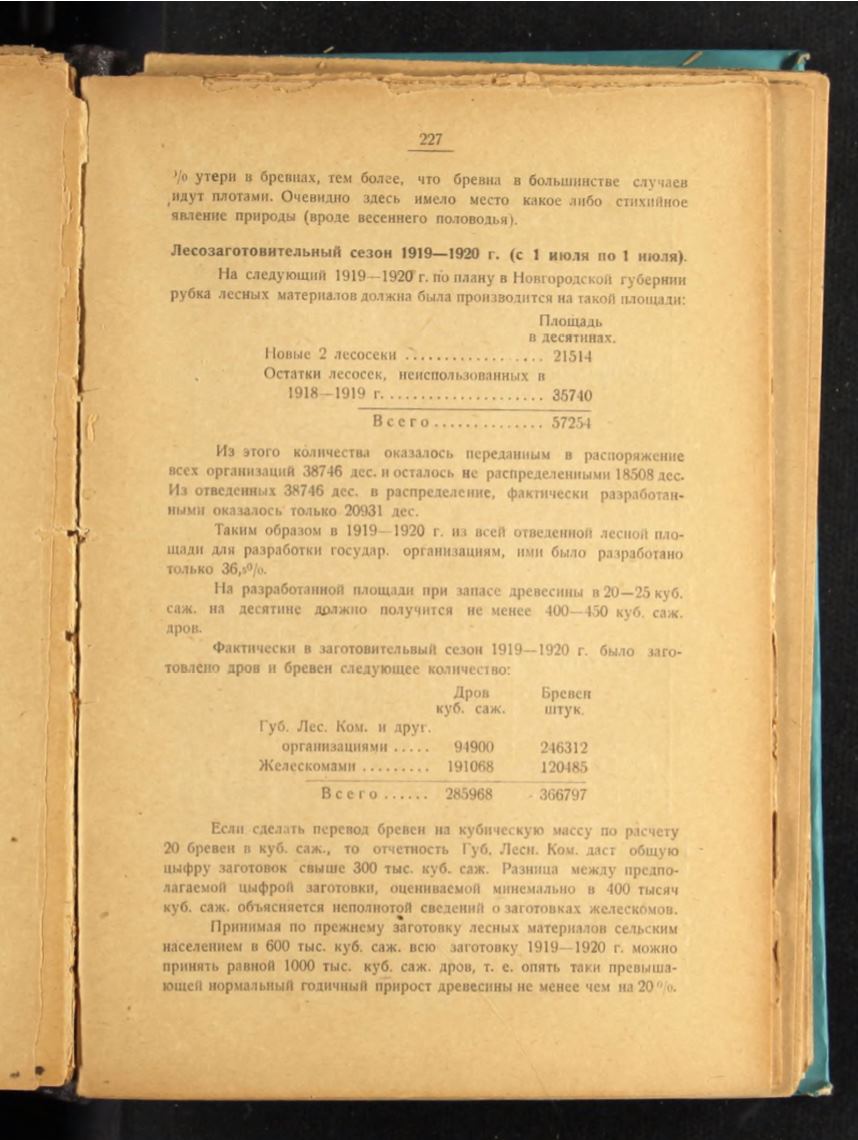 227
% утери в бревнах, тем более, что бревна в большинстве случаев
идут плотами. Очевидно здесь имело место какое либо стихийное
явление природы (вроде весеннего половодья).
Лесозаготовительный сезон 1919—1920 г. (с 1 июля по 1 июля).
На следующий 1919—1920 г. по плану в Новгородской губернии
рубка лесных материалов должна была производится на такой площади:
Площадь
в десятинах.
Новые 2 лесосеки ................. 21514
Остатки лесосек, неиспользованных в
1918—1919 г. ..................... 35740
Всего .............. 57254
Из этого количества оказалось переданным в распоряжение
всех организаций 38746 дес. и осталось не распределенными 18508 дес.
Из отведенных 38746 дес. в распределение, фактически разработан-
ными оказалось только 20931 дес.
Таким образом в 1919—1920 г. из всей отведенной лесной пло-
щади для разработки государ. организациям, ими было разработано
только 36,5%.
На разработанной площади при запасе древесины в 20—25 куб.
саж. на десятине должно получится не менее 400—450 куб. саж.
дров.
Фактически в заготовительвый сезон 1919—1920 г. было заго-
товлено дров и бревен следующее количество:
Дров Бревен
куб. саж. штук.
Губ. Лес. Ком. и друг.
организациями ..... 94900 246312
Желескомами ......... 191068 120485
Всего ...... 285968 366797
Если сделать перевод бревен на кубическую массу по расчету
20 бревен в куб. саж., то отчетность Губ. Лесн. Ком. даст общую
цыфру заготовок свыше 300 тыс. куб. саж. Разница между предпо-
лагаемой цыфрой заготовки, оцениваемой минемально в 400 тысяч
куб. саж. объясняется неполнотой сведений о заготовках желескомов.
Принимая по прежнему заготовку лесных материалов сельским
населением в 600 тыс. куб. саж. всю заготовку 1919—1920 г. можно
принять равной 1000 тыс. куб. саж. дров, т. е. опять таки превыша-
ющей нормальный годичный прирост древесины не менее чем на 20%.